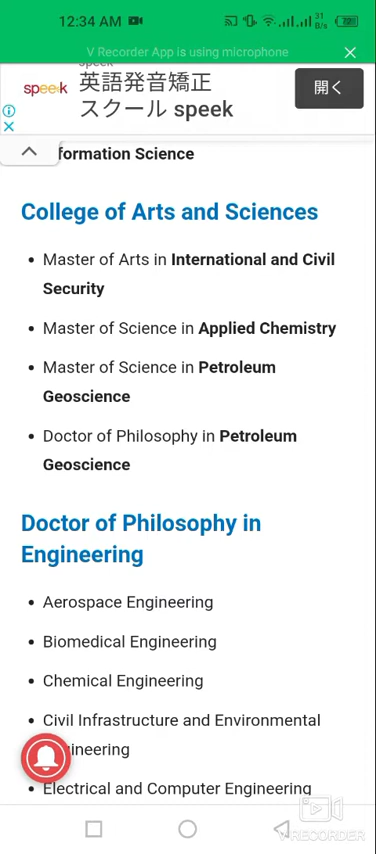 12:34 AM
31
B/s
V Recorder App is using microphone
speek
speek
英語発音矯正
スクール speek
開く
formation Science
College of Arts and Sciences
Master of Arts in International and Civil
Security
Master of Science in Applied Chemistry
Master of Science in Petroleum
Geoscience
Doctor of Philosophy in Petroleum
Geoscience
Doctor of Philosophy in
Engineering
Aerospace Engineering
Biomedical Engineering
Chemical Engineering
Civil Infrastructure and Environmental
gineering
Electrical and Computer Engineering
VRECORDER